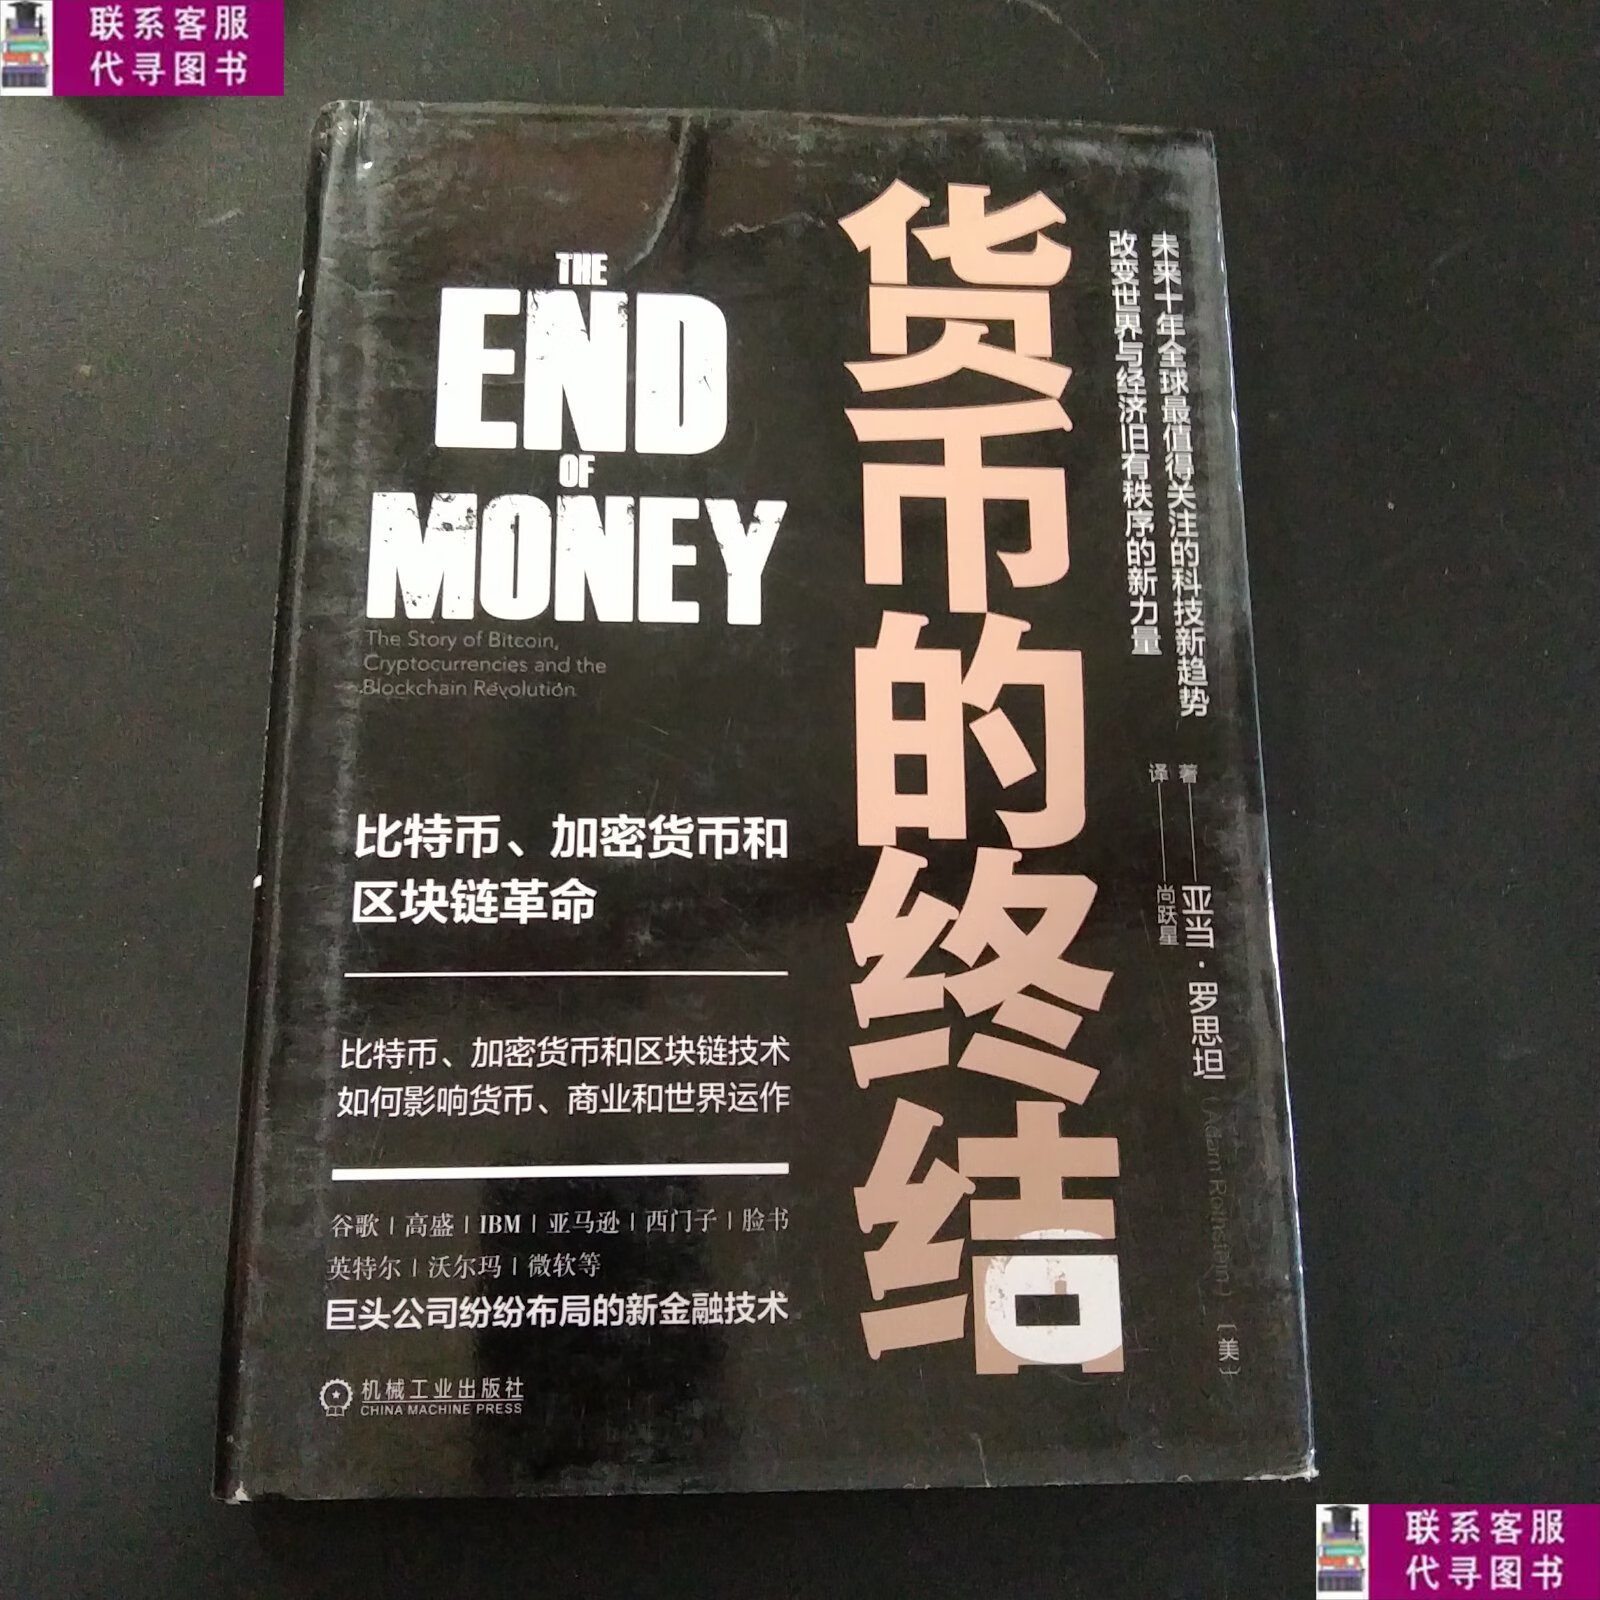 联系客服
代寻图书
THE
END
OF
MONEY
The Story of Bitcoin,
Cryptocurrencies and the
Blockchain Revolution
货币的终结
未来十年全球最值得关注的科技新趋势
改变世界与经济旧有秩序的新力量
[美]亚当·罗思坦(Adam Rothstein) 著
尚跃星 译
比特币、加密货币和
区块链革命
比特币、加密货币和区块链技术
如何影响货币、商业和世界运作
谷歌|高盛|IBM|亚马逊|西门子|脸书
英特尔|沃尔玛|微软等
巨头公司纷纷布局的新金融技术
机械工业出版社
CHINA MACHINE PRESS
联系客服
代寻图书